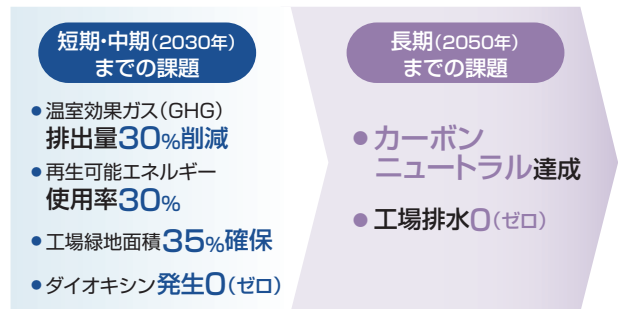 短期・中期(2030年)
までの課題
●温室効果ガス(GHG)
排出量30%削減
●再生可能エネルギー
使用率30%
●工場緑地面積35%確保
●ダイオキシン発生0(ゼロ)
長期(2050年)
までの課題
●カーボン
ニュートラル達成
●工場排水0(ゼロ)